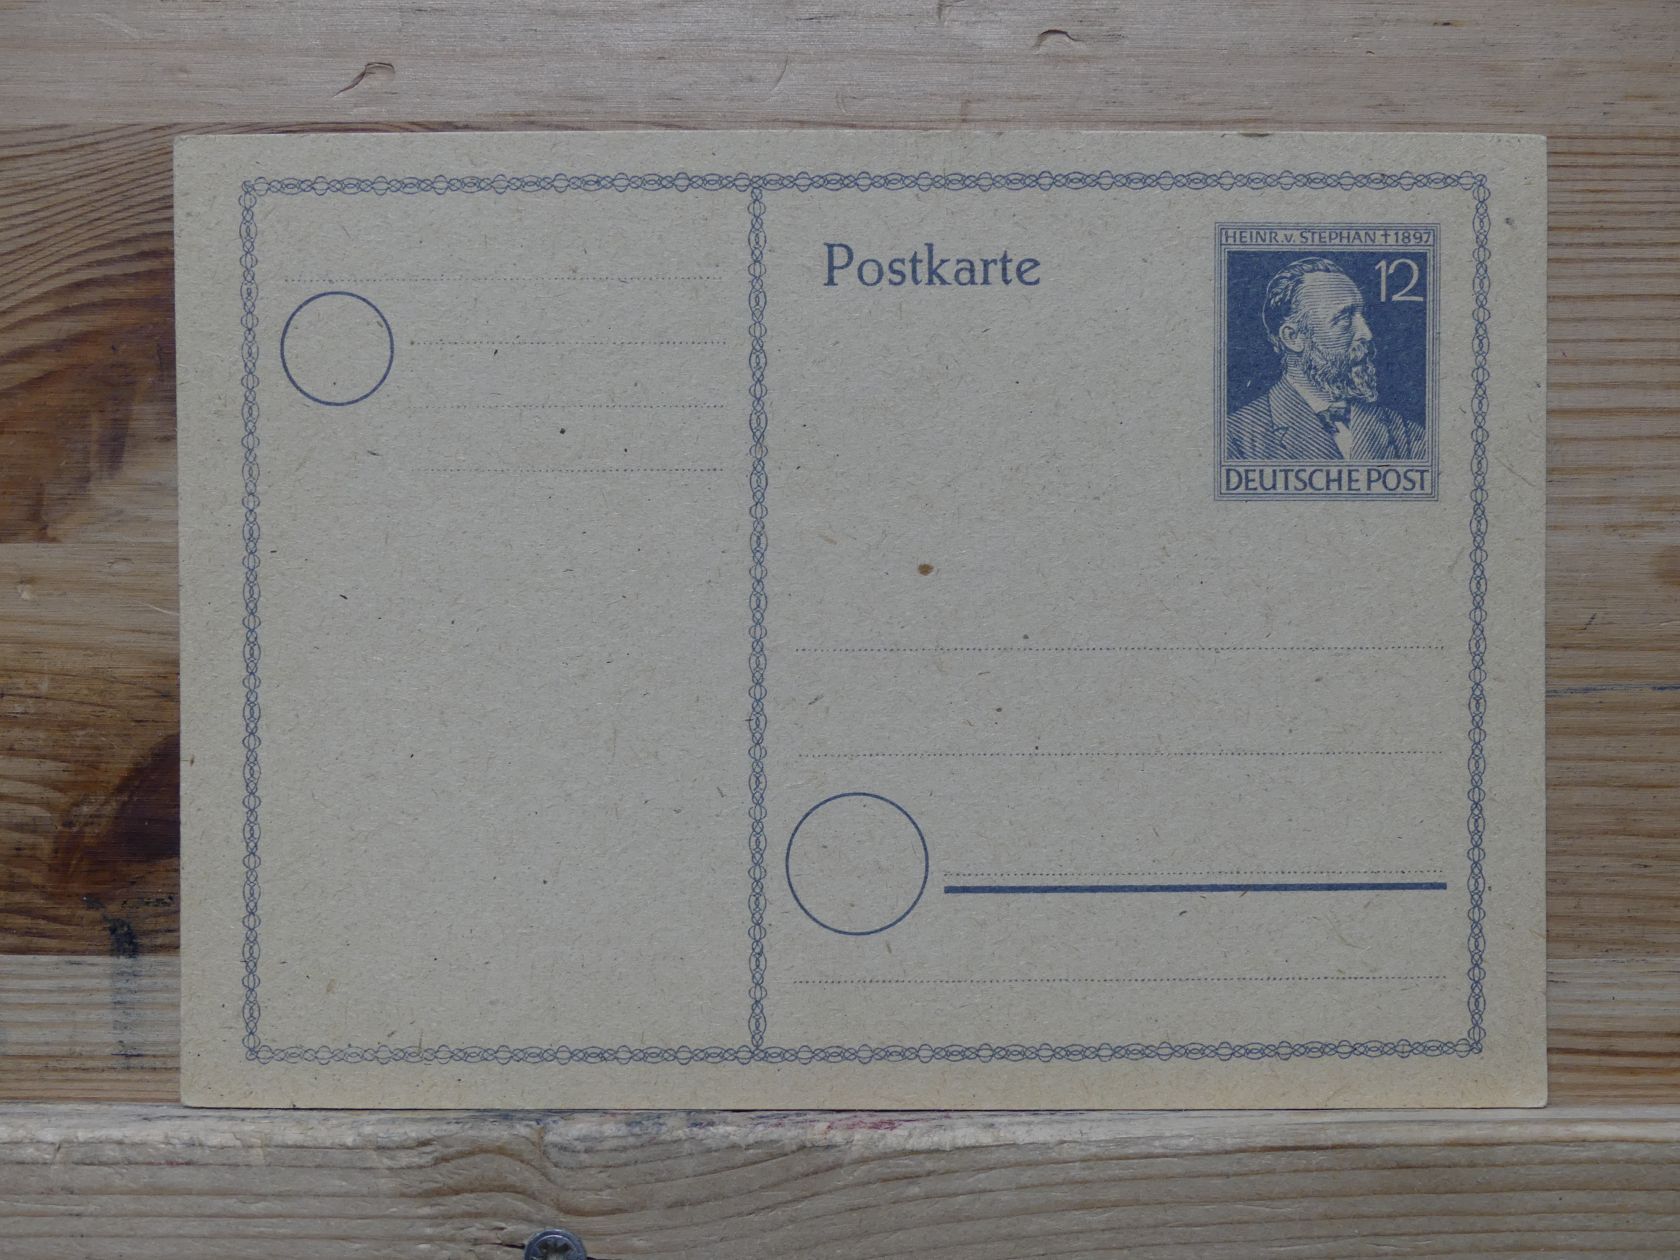 Postkarte
HEINR. v. STEPHAN † 1897
12
DEUTSCHE POST